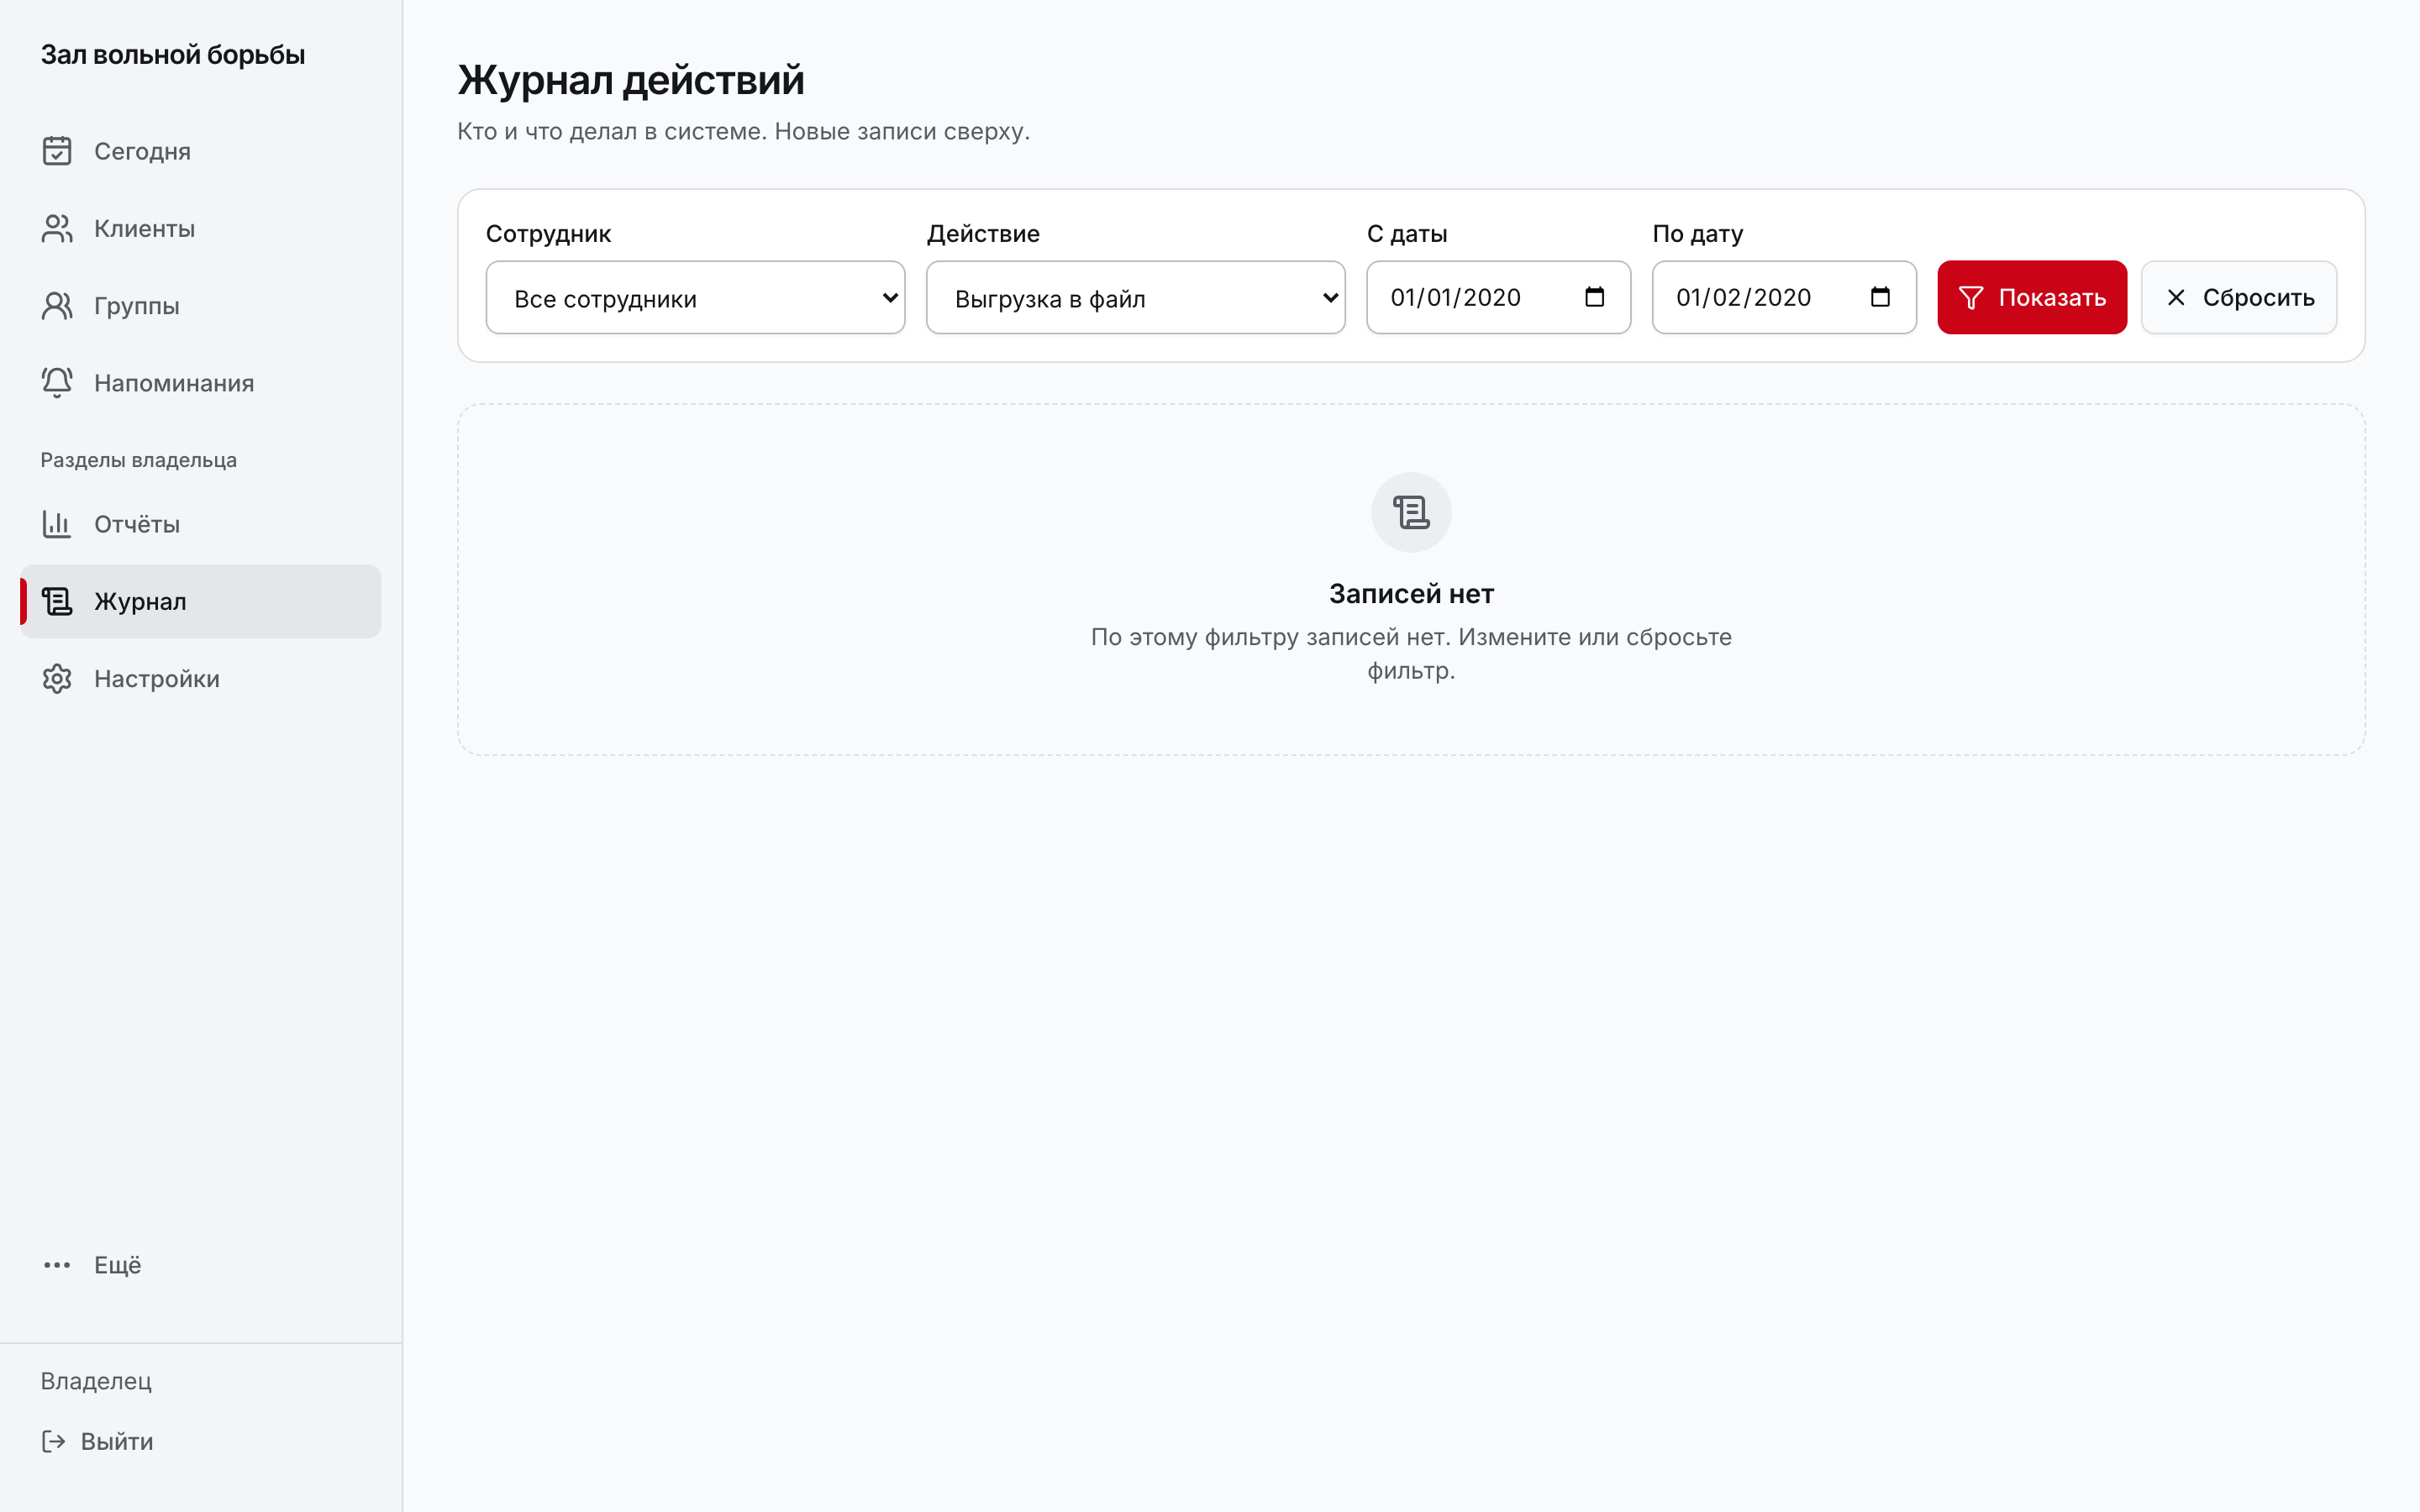 Зал вольной борьбы
Сегодня
Клиенты
Группы
Напоминания
Разделы владельца
Отчёты
Журнал
Настройки
Ещё
Владелец
Выйти
Журнал действий
Кто и что делал в системе. Новые записи сверху.
Сотрудник
Действие
С даты
По дату
Все сотрудники
Выгрузка в файл
01/01/2020
01/02/2020
Показать
Сбросить
Записей нет
По этому фильтру записей нет. Измените или сбросьте
фильтр.